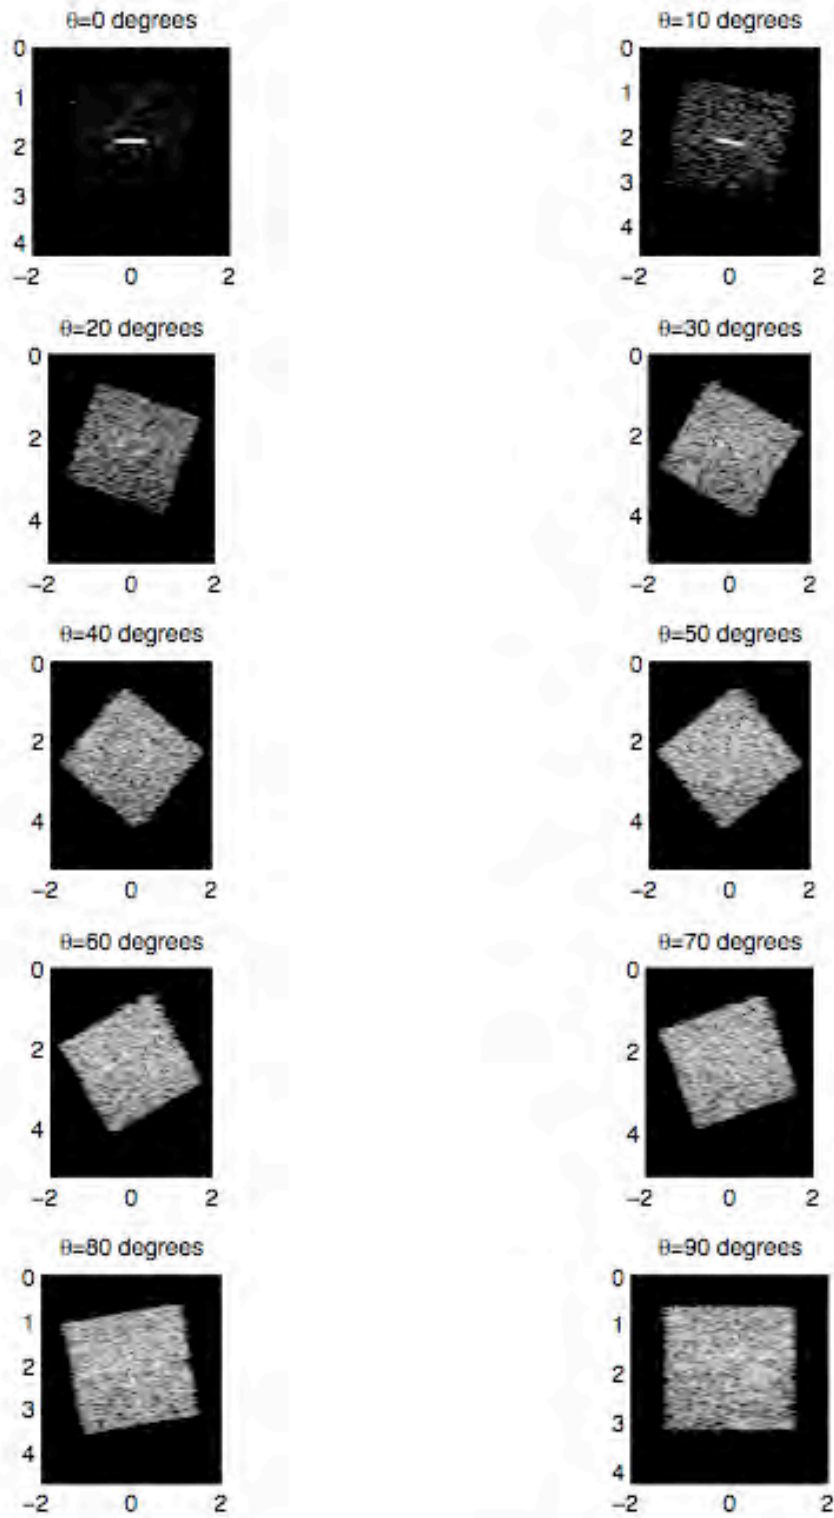 θ=0 degrees
0
1
2
3
4
−2 0 2
θ=10 degrees
0
1
2
3
4
−2 0 2
θ=20 degrees
0
2
4
−2 0 2
θ=30 degrees
0
2
4
−2 0 2
θ=40 degrees
0
2
4
−2 0 2
θ=50 degrees
0
2
4
−2 0 2
θ=60 degrees
0
2
4
−2 0 2
θ=70 degrees
0
2
4
−2 0 2
θ=80 degrees
0
1
2
3
4
−2 0 2
θ=90 degrees
0
1
2
3
4
−2 0 2